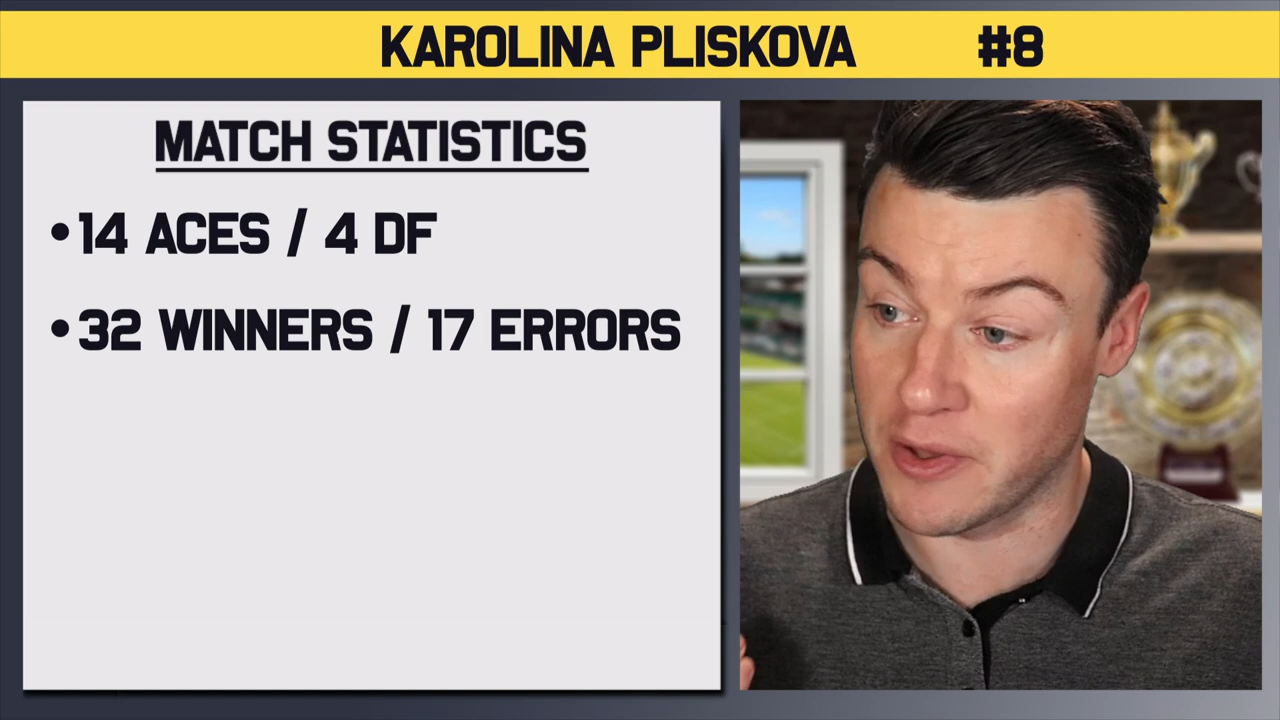 KAROLINA PLISKOVA #8
MATCH STATISTICS
• 14 ACES / 4 DF
• 32 WINNERS / 17 ERRORS